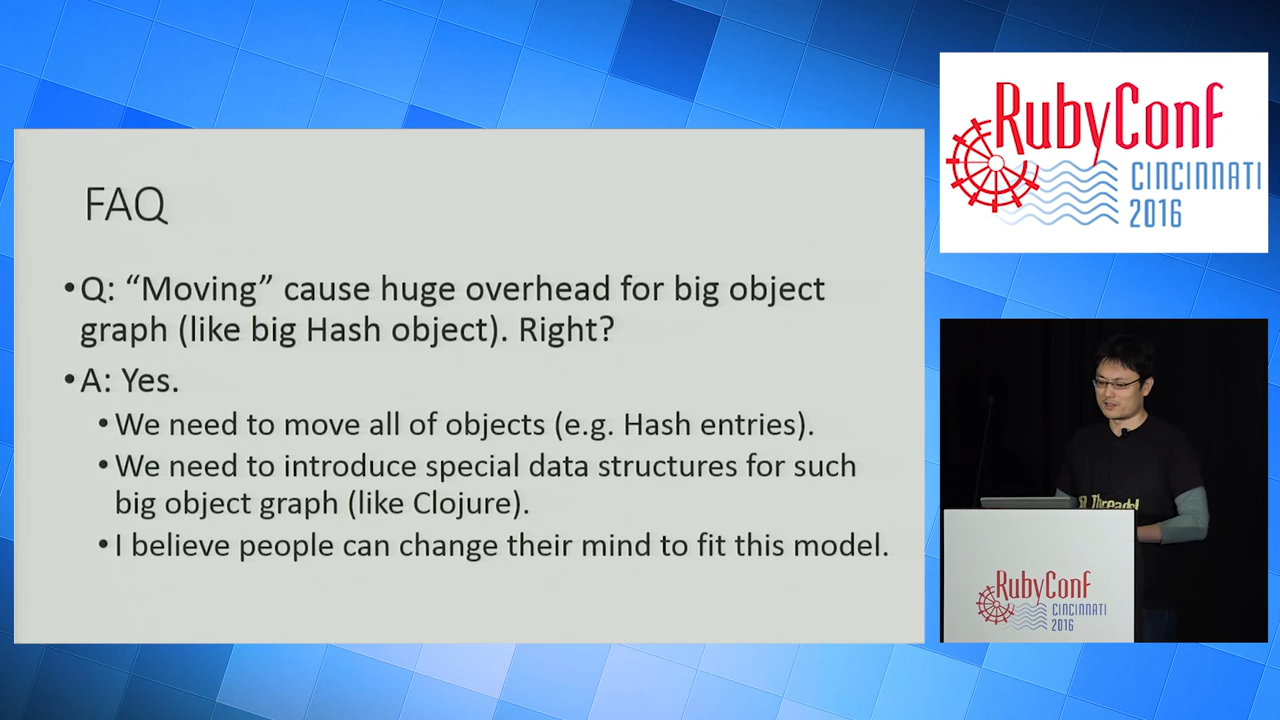 FAQ
•Q: “Moving” cause huge overhead for big object
graph (like big Hash object). Right?
•A: Yes.
•We need to move all of objects (e.g. Hash entries).
•We need to introduce special data structures for such
big object graph (like Clojure).
•I believe people can change their mind to fit this model.
RubyConf
CINCINNATI
2016
Threads!
RubyConf
CINCINNATI
2016